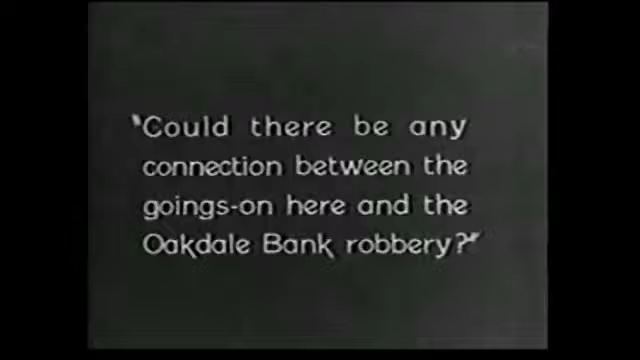 "Could there be any
connection between the
goings-on here and the
Oakdale Bank robbery?"